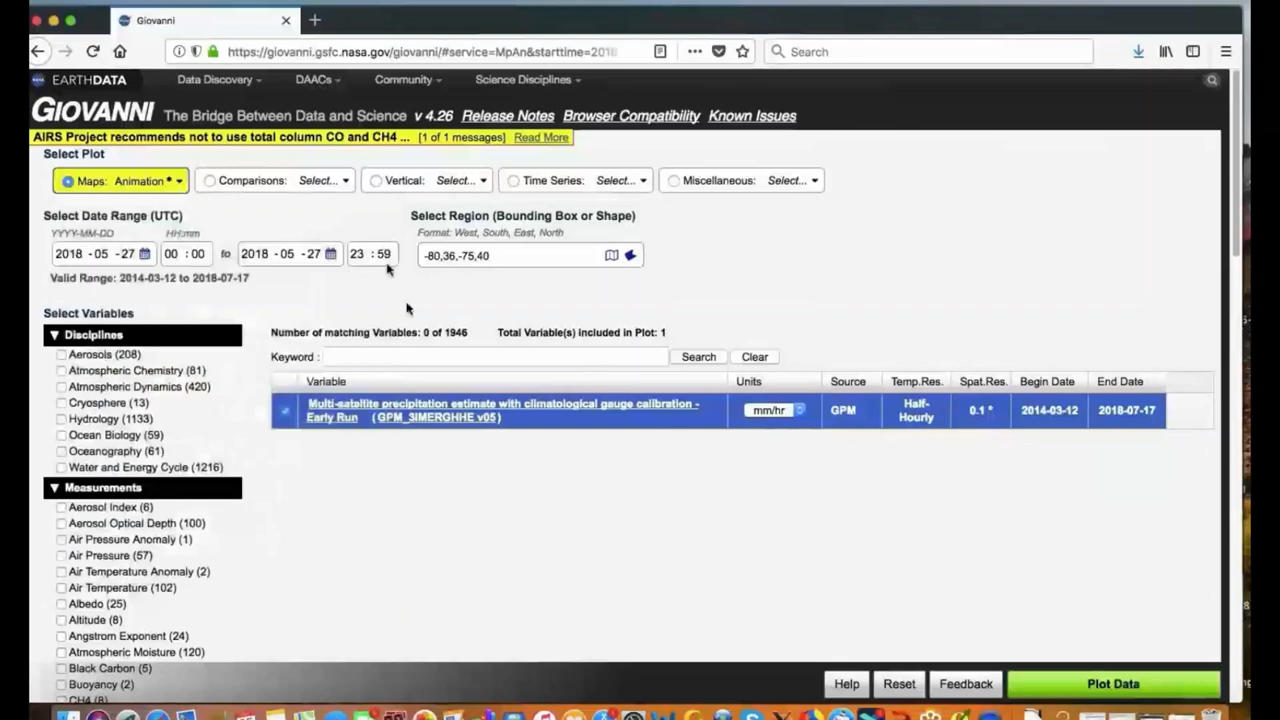 Giovanni
https://giovanni.gsfc.nasa.gov/giovanni/#service=MpAn&starttime=2018
Search
EARTHDATA Data Discovery DAACs Community Science Disciplines
GIOVANNI The Bridge Between Data and Science v 4.26 Release Notes Browser Compatibility Known Issues
AIRS Project recommends not to use total column CO and CH4 ... [1 of 1 messages] Read More
Select Plot
Maps: Animation * Comparisons: Select... Vertical: Select... Time Series: Select... Miscellaneous: Select...
Select Date Range (UTC) Select Region (Bounding Box or Shape)
YYYY-MM-DD HH:mm Format: West, South, East, North
2018 -05 -27 00 : 00 to 2018 -05 -27 23 : 59 -80,36,-75,40
Valid Range: 2014-03-12 to 2018-07-17
Select Variables
Disciplines
Aerosols (208)
Atmospheric Chemistry (81)
Atmospheric Dynamics (420)
Cryosphere (13)
Hydrology (1133)
Ocean Biology (59)
Oceanography (61)
Water and Energy Cycle (1216)
Measurements
Aerosol Index (6)
Aerosol Optical Depth (100)
Air Pressure Anomaly (1)
Air Pressure (57)
Air Temperature Anomaly (2)
Air Temperature (102)
Albedo (25)
Altitude (8)
Angstrom Exponent (24)
Atmospheric Moisture (120)
Black Carbon (5)
Buoyancy (2)
CH4 (8)
Number of matching Variables: 0 of 1946 Total Variable(s) included in Plot: 1
Keyword : Search Clear
Variable Units Source Temp.Res. Spat.Res. Begin Date End Date
Multi-satellite precipitation estimate with climatological gauge calibration -
Early Run (GPM_3IMERGHHE v05) mm/hr GPM Half-
Hourly 0.1 ° 2014-03-12 2018-07-17
Help Reset Feedback Plot Data